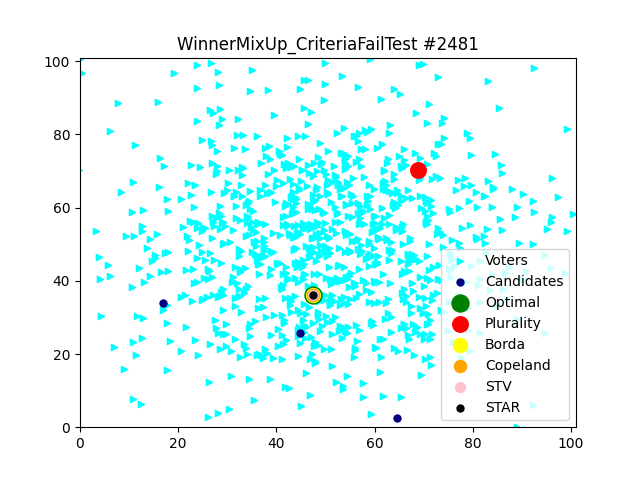 WinnerMixUp_CriteriaFailTest #2481
100
80
60
40
20
0
0
20
40
60
80
100
Voters
Candidates
Optimal
Plurality
Borda
Copeland
STV
STAR